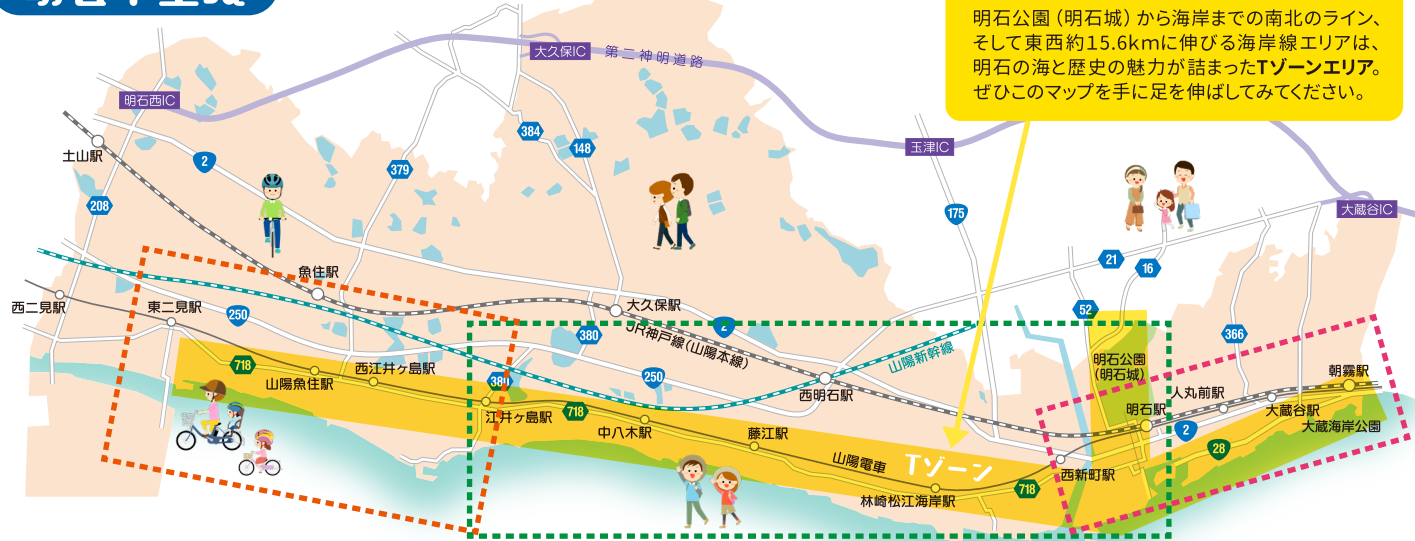 明石市全域
明石公園(明石城)から海岸までの南北のライン、
そして東西約15.6kmに伸びる海岸線エリアは、
明石の海と歴史の魅力が詰まったTゾーンエリア。
ぜひこのマップを手に足を伸ばしてみてください。
大久保IC
第二神明道路
明石西IC
玉津IC
大蔵谷IC
土山駅
2
208
379
384
148
175
21
16
52
366
魚住駅
大久保駅
JR神戸線(山陽本線)
2
山陽新幹線
西二見駅
東二見駅
250
380
250
718
山陽魚住駅
西江井ヶ島駅
江井ヶ島駅
718
中八木駅
藤江駅
西明石駅
山陽電車
Tゾーン
林崎松江海岸駅
718
西新町駅
明石公園
(明石城)
明石駅
人丸前駅
大蔵谷駅
朝霧駅
大蔵海岸公園
2
28